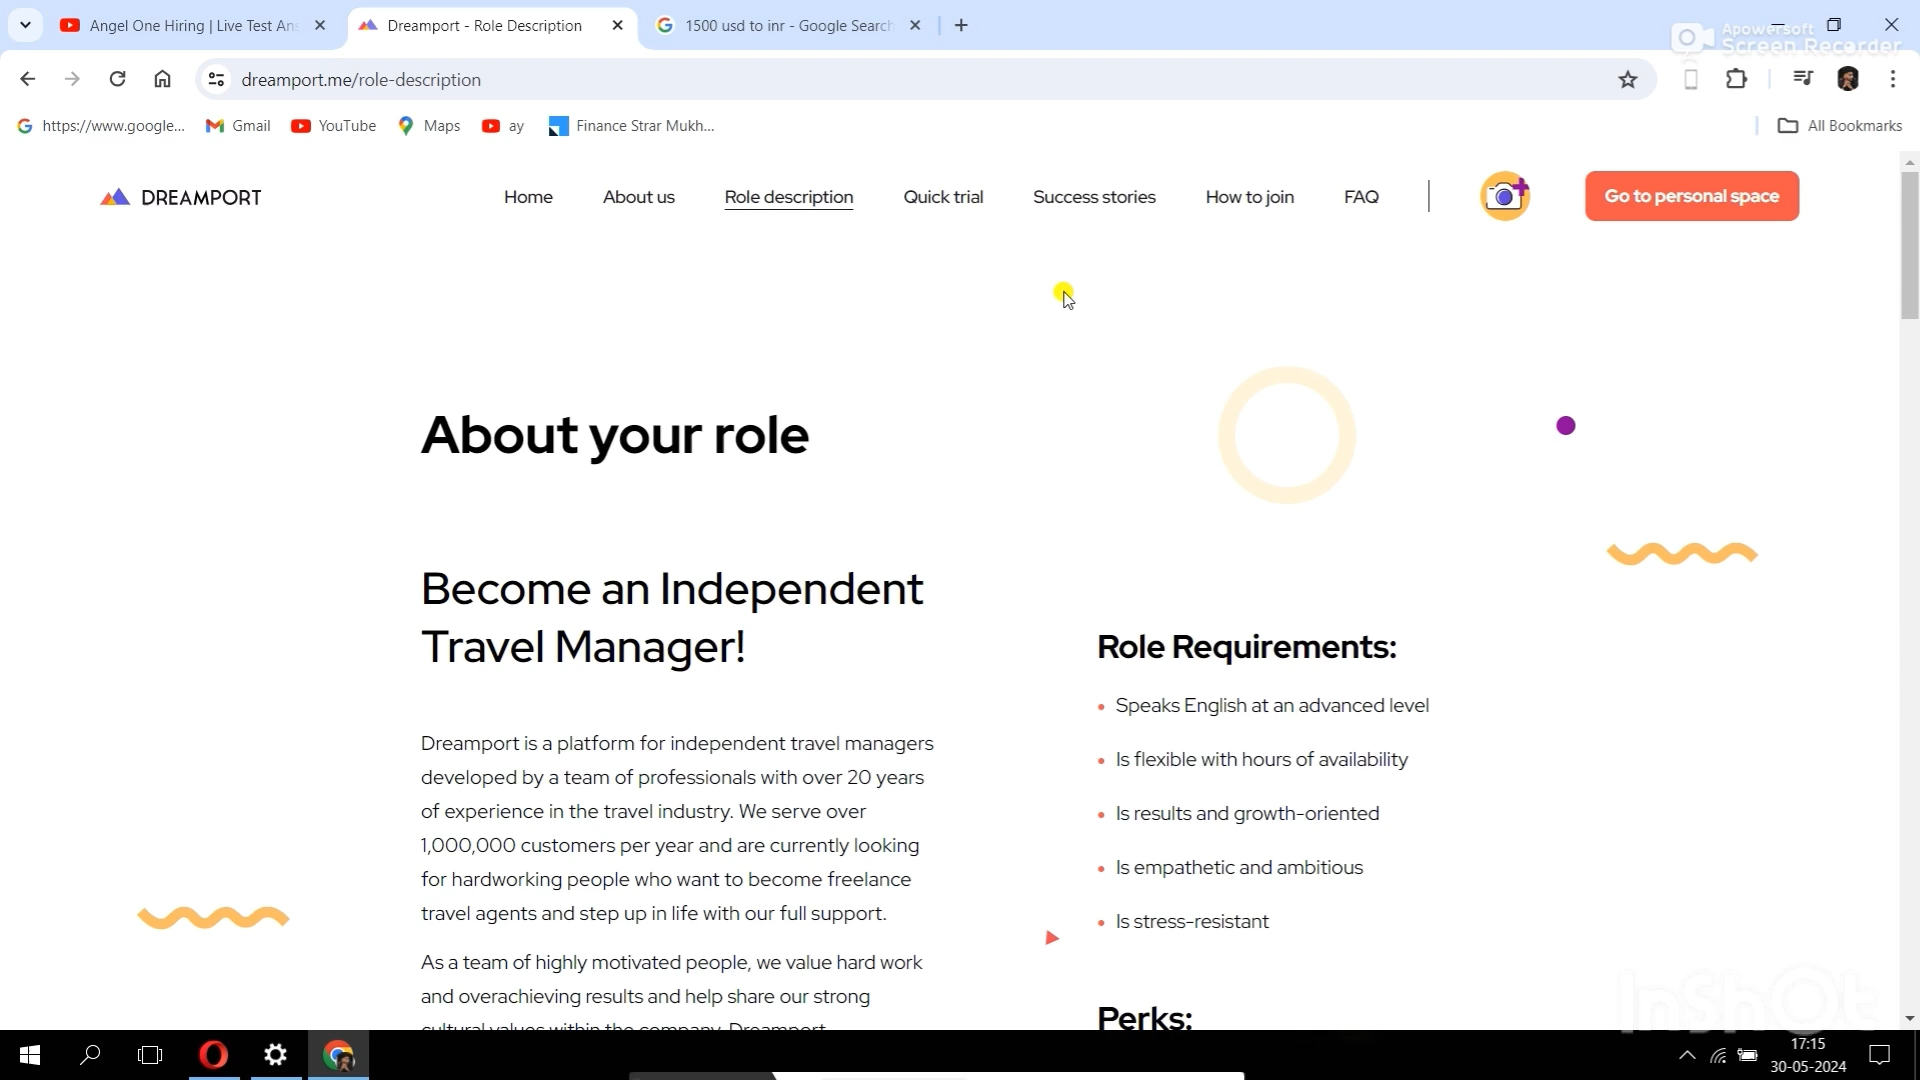 Angel One Hiring | Live Test Ans
Dreamport - Role Description
1500 usd to inr - Google Search
Apowersoft
Screen Recorder
dreamport.me/role-description
https://www.google...
Gmail
YouTube
Maps
ay
Finance Strar Mukh...
All Bookmarks
DREAMPORT
Home
About us
Role description
Quick trial
Success stories
How to join
FAQ
Go to personal space
About your role
Become an Independent
Travel Manager!
Dreamport is a platform for independent travel managers
developed by a team of professionals with over 20 years
of experience in the travel industry. We serve over
1,000,000 customers per year and are currently looking
for hardworking people who want to become freelance
travel agents and step up in life with our full support.
As a team of highly motivated people, we value hard work
and overachieving results and help share our strong
cultural values within the company. Dreamport
Role Requirements:
Speaks English at an advanced level
Is flexible with hours of availability
Is results and growth-oriented
Is empathetic and ambitious
Is stress-resistant
Perks:
InShOt
17:15
30-05-2024